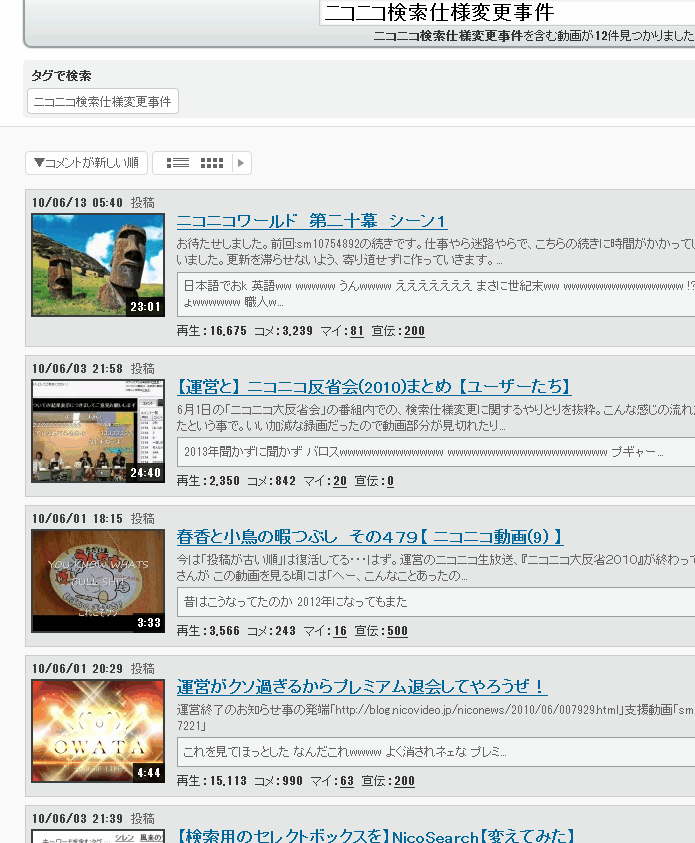 ニコニコ検索仕様変更事件
ニコニコ検索仕様変更事件を含む動画が12件見つかりました
タグで検索
ニコニコ検索仕様変更事件
▼コメントが新しい順
10/06/13 05:40 投稿
ニコニコワールド　第二十幕　シーン1
お待たせしました。前回:sm10754892の続きです。仕事やら迷路やらで、こちらの続きに時間がかかってし
いました。更新を滞らせないよう、寄り道せずに作っていきます。...
日本語でおk 英語ww wwwww うんwwww えええええええ まさに世紀末ww wwwwwwwwwwwwwww !?
ょwwwwww 職人w...
23:01
再生：16,675 コメ：3,239 マイ：81 宣伝：200
10/06/03 21:58 投稿
【運営と】ニコニコ反省会(2010)まとめ【ユーザーたち】
6月1日の「ニコニコ大反省会」の番組内での、検索仕様変更に関するやりとりを抜粋。こんな感じの流れ
たという事で。いい加減な録画だったので動画部分が見切れたり...
2013年聞かずに聞かず バロスwwwwwwwwwwwww wwwwwwwwwwwwwwwwwwww ブギャー...
24:40
再生：2,350 コメ：842 マイ：20 宣伝：0
10/06/01 18:15 投稿
春香と小鳥の暇つぶし　その479【 ニコニコ動画(9) 】
今は「投稿が古い順」は復活してる・・・はず。運営のニコニコ生放送、『ニコニコ大反省2010』が終わって
さんが この動画を見る頃には「へー、こんなことあったの...
YOU KNOW WHATS
BULL SHIT
これこそクソ
昔はこうなってたのか 2012年になってもまた
3:33
再生：3,566 コメ：243 マイ：16 宣伝：500
10/06/01 20:29 投稿
運営がクソ過ぎるからプレミアム退会してやろうぜ！
運営終了のお知らせ事の発端「http://blog.nicovideo.jp/niconews/2010/06/007929.html」支援動画「sm
7221」
OWATA
これを見てほっとした なんだこれwwww よく消されネェな プレミ...
4:44
再生：15,113 コメ：990 マイ：63 宣伝：200
10/06/03 21:39 投稿
【検索用のセレクトボックスを】NicoSearch【変えてみた】